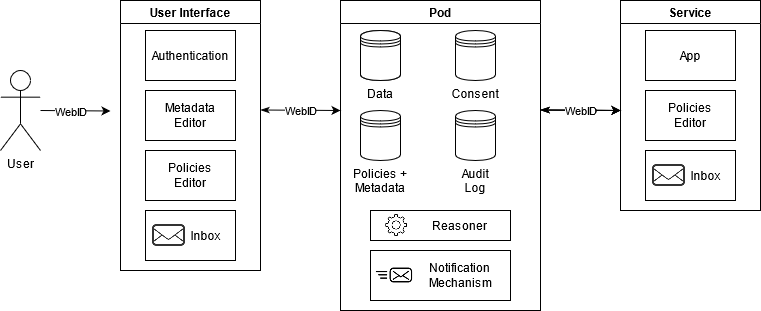 User Interface
Pod
Service
Authentication
Metadata
Editor
Policies
Editor
Inbox
User
WebID
WebID
Data
Consent
Policies +
Metadata
Audit
Log
Reasoner
Notification
Mechanism
WebID
App
Policies
Editor
Inbox